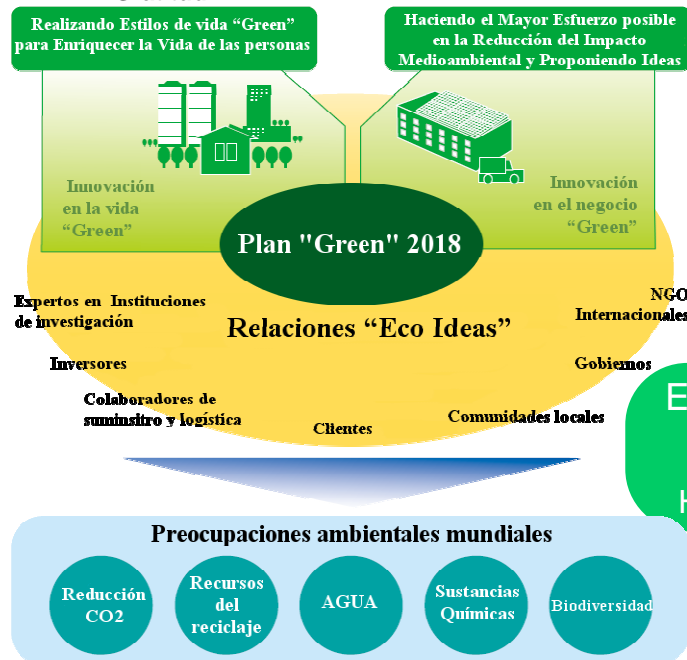 Realizando Estilos de vida “Green”
para Enriquecer la Vida de las personas
Haciendo el Mayor Esfuerzo posible
en la Reducción del Impacto
Medioambiental y Proponiendo Ideas
Innovación
en la vida
“Green”
Innovación
en el negocio
“Green”
Plan "Green" 2018
Relaciones “Eco Ideas”
Expertos en Instituciones
de investigación
Inversores
Colaboradores de
suminsitro y logística
Clientes
Comunidades locales
Gobiernos
NGO
Internacionales
E
H
Preocupaciones ambientales mundiales
Reducción
CO2
Recursos
del
reciclaje
AGUA
Sustancias
Químicas
Biodiversidad